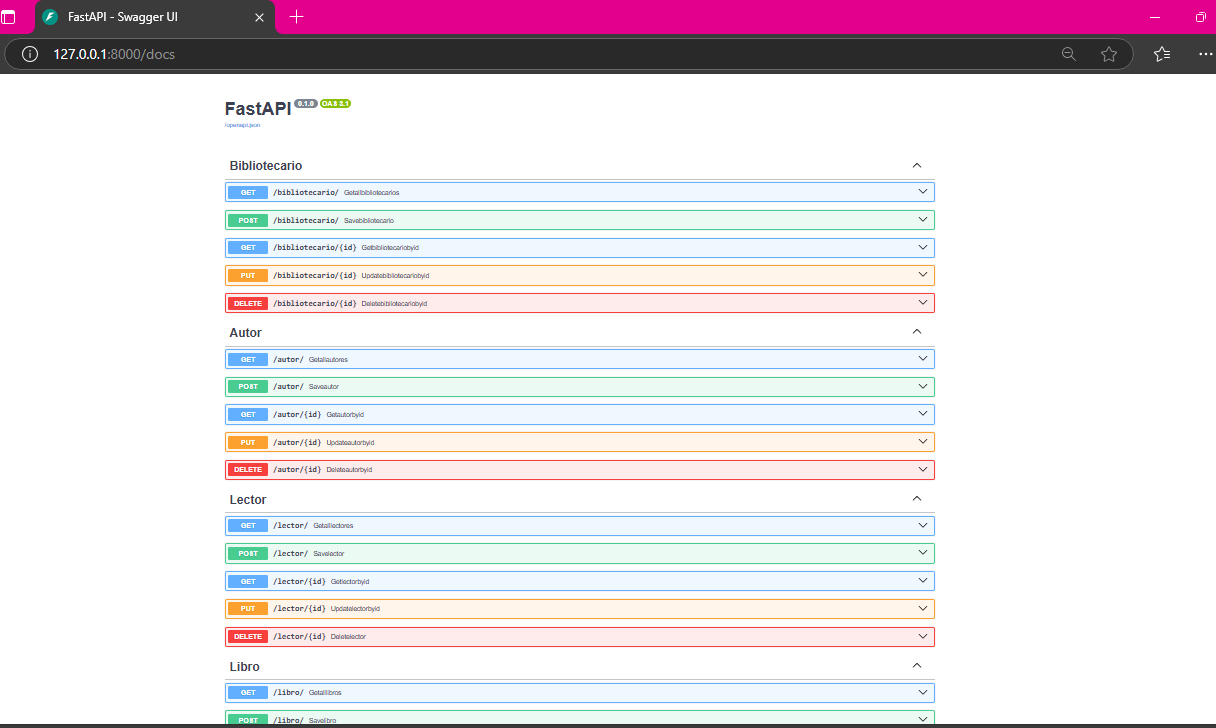 FastAPI - Swagger UI
127.0.0.1:8000/docs
FastAPI 0.1.0 OAS 3.1
/openapi.json
Bibliotecario
GET /bibliotecario/ Getallbibliotecarios
POST /bibliotecario/ Savebibliotecario
GET /bibliotecario/{id} Getbibliotecariobyid
PUT /bibliotecario/{id} Updatebibliotecariobyid
DELETE /bibliotecario/{id} Deletebibliotecariobyid
Autor
GET /autor/ Getallautores
POST /autor/ Saveautor
GET /autor/{id} Getautorbyid
PUT /autor/{id} Updateautorbyid
DELETE /autor/{id} Deleteautorbyid
Lector
GET /lector/ Getallectores
POST /lector/ Savelector
GET /lector/{id} Getlectorbyid
PUT /lector/{id} Updatelectorbyid
DELETE /lector/{id} Deletelector
Libro
GET /libro/ Getallibros
POST /libro/ Savelibro